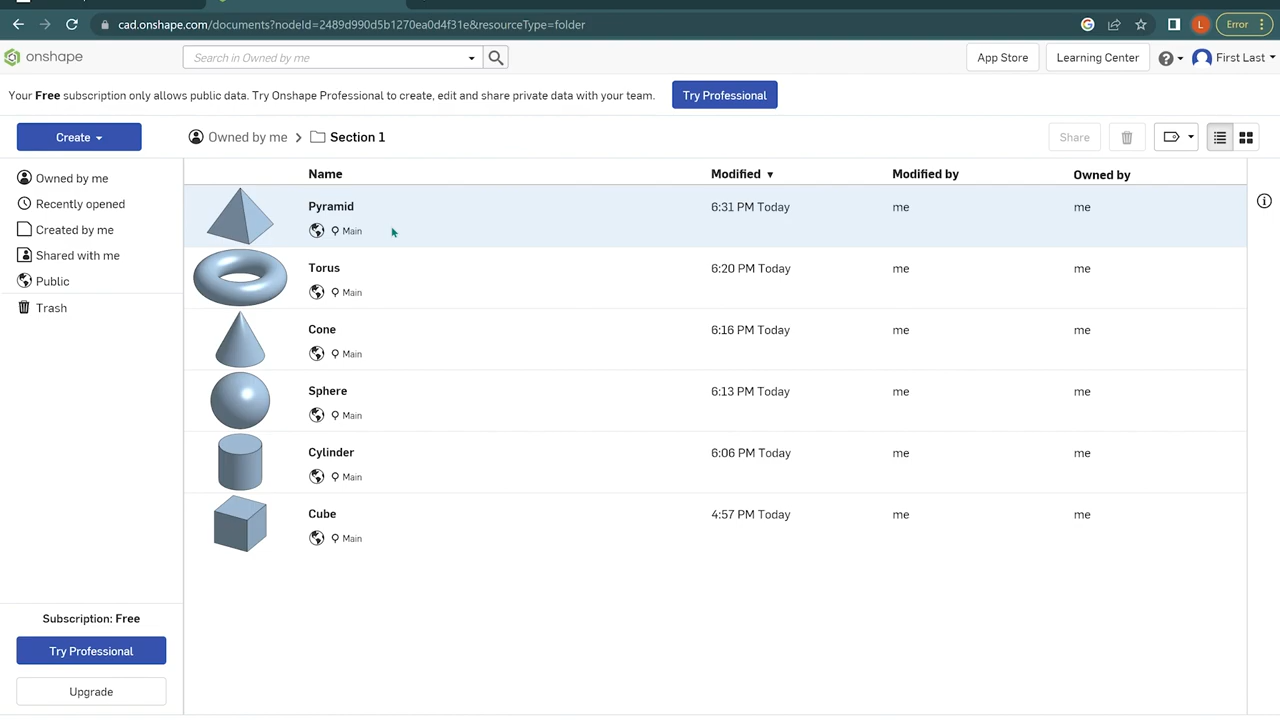 cad.onshape.com/documents?nodeId=2489d990d5b1270ea0d4f31e&resourceType=folder
L
Error
onshape
Search in Owned by me
App Store
Learning Center
First Last
Your Free subscription only allows public data. Try Onshape Professional to create, edit and share private data with your team.
Try Professional
Create
Owned by me > Section 1
Share
Owned by me
Recently opened
Created by me
Shared with me
Public
Trash
Name Modified Modified by Owned by
Pyramid 6:31 PM Today me me
Main
Torus 6:20 PM Today me me
Main
Cone 6:16 PM Today me me
Main
Sphere 6:13 PM Today me me
Main
Cylinder 6:06 PM Today me me
Main
Cube 4:57 PM Today me me
Main
Subscription: Free
Try Professional
Upgrade